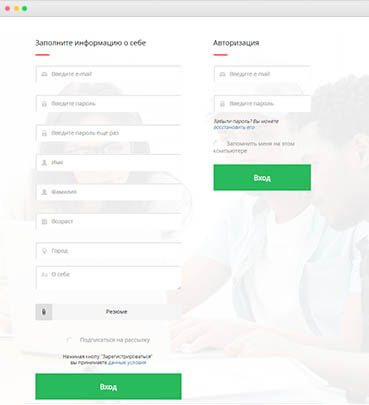 Заполните информацию о себе
Введите e-mail
Введите пароль
Введите пароль еще раз
Имя
Фамилия
Возраст
Город
О себе
Резюме
Подписаться на рассылку
Нажимая кнопу "Зарегистрироваться"
вы принимаете данные условия
Вход
Авторизация
Введите e-mail
Введите пароль
Забыли пароль? Вы можете
восстановить его
Запомнить меня на этом
компьютере
Вход